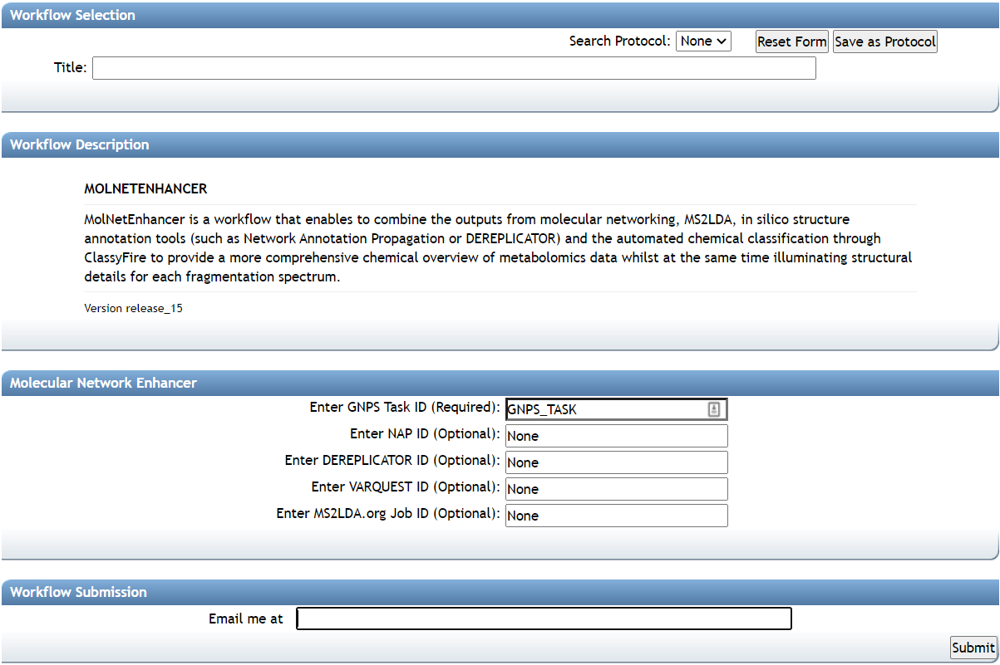 Workflow Selection
Search Protocol: None Reset Form Save as Protocol
Title:
Workflow Description
MOLNETENHANCER
MolNetEnhancer is a workflow that enables to combine the outputs from molecular networking, MS2LDA, in silico structure
annotation tools (such as Network Annotation Propagation or DEREPLICATOR) and the automated chemical classification through
ClassyFire to provide a more comprehensive chemical overview of metabolomics data whilst at the same time illuminating structural
details for each fragmentation spectrum.
Version release_15
Molecular Network Enhancer
Enter GNPS Task ID (Required): GNPS_TASK
Enter NAP ID (Optional): None
Enter DEREPLICATOR ID (Optional): None
Enter VARQUEST ID (Optional): None
Enter MS2LDA.org Job ID (Optional): None
Workflow Submission
Email me at
Submit